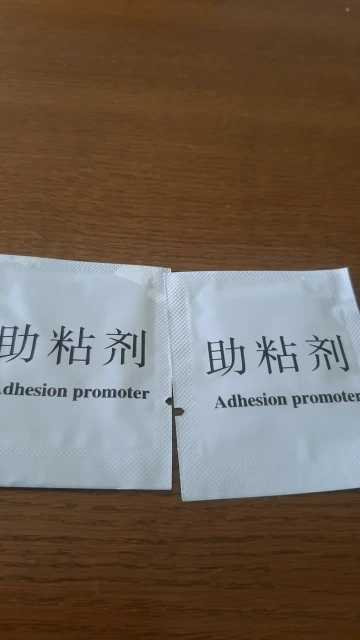 助粘剂
Adhesion promoter
助粘剂
Adhesion promoter